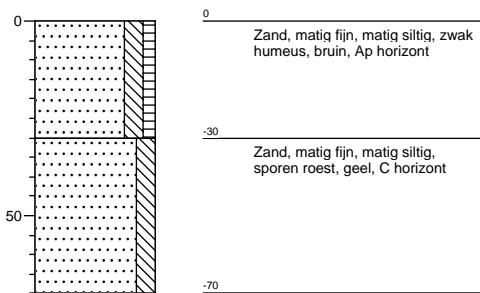 0
0
Zand, matig fijn, matig siltig, zwak
humeus, bruin, Ap horizont
-30
Zand, matig fijn, matig siltig,
sporen roest, geel, C horizont
50
-70